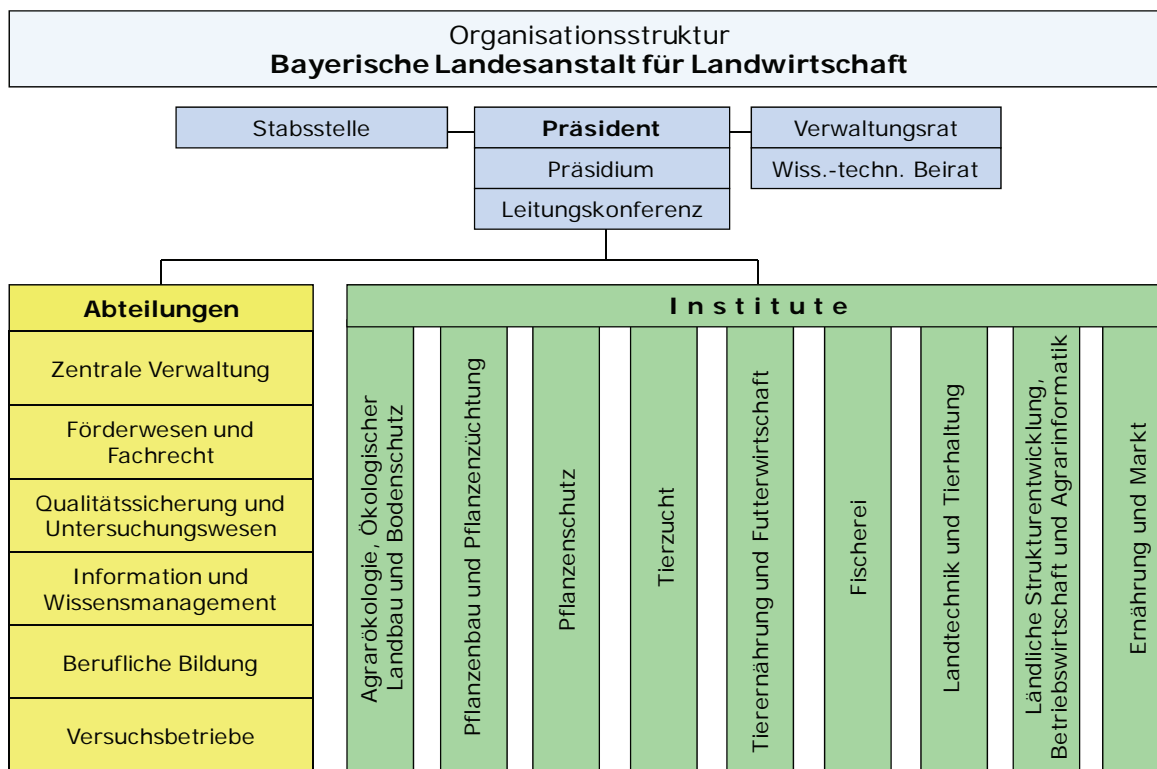 Organisationsstruktur
Bayerische Landesanstalt für Landwirtschaft
Stabsstelle
Präsident
Verwaltungsrat
Präsidium
Wiss.-techn. Beirat
Leitungskonferenz
Abteilungen
Zentrale Verwaltung
Förderwesen und
Fachrecht
Qualitätssicherung und
Untersuchungswesen
Information und
Wissensmanagement
Berufliche Bildung
Versuchsbetriebe
Institute
Agrarökologie, Ökologischer
Landbau und Bodenschutz
Pflanzenbau und Pflanzenzüchtung
Pflanzenschutz
Tierzucht
Tierernährung und Futterwirtschaft
Fischerei
Landtechnik und Tierhaltung
Ländliche Strukturentwicklung,
Betriebswirtschaft und Agrarinformatik
Ernährung und Markt